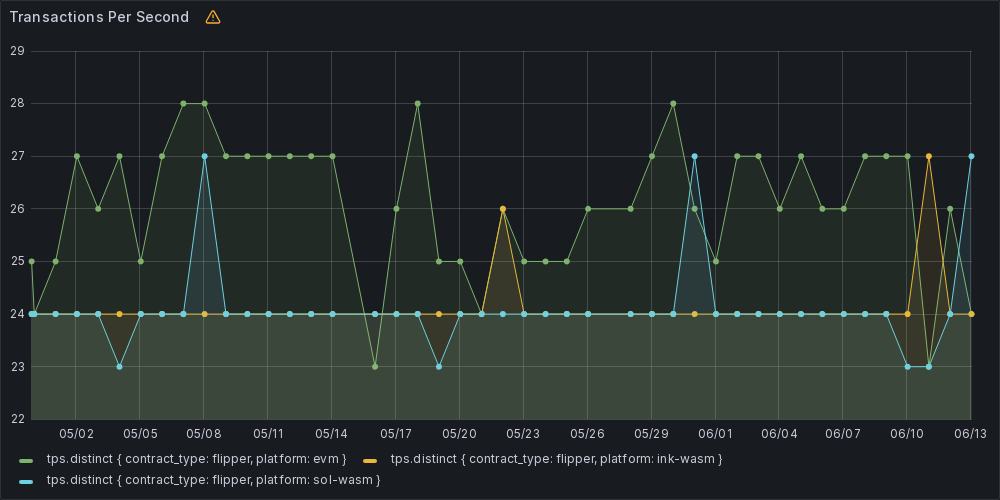 Transactions Per Second
29
28
27
26
25
24
23
22
05/02 05/05 05/08 05/11 05/14 05/17 05/20 05/23 05/26 05/29 06/01 06/04 06/07 06/10 06/13
tps.distinct { contract_type: flipper, platform: evm } tps.distinct { contract_type: flipper, platform: ink-wasm }
tps.distinct { contract_type: flipper, platform: sol-wasm }